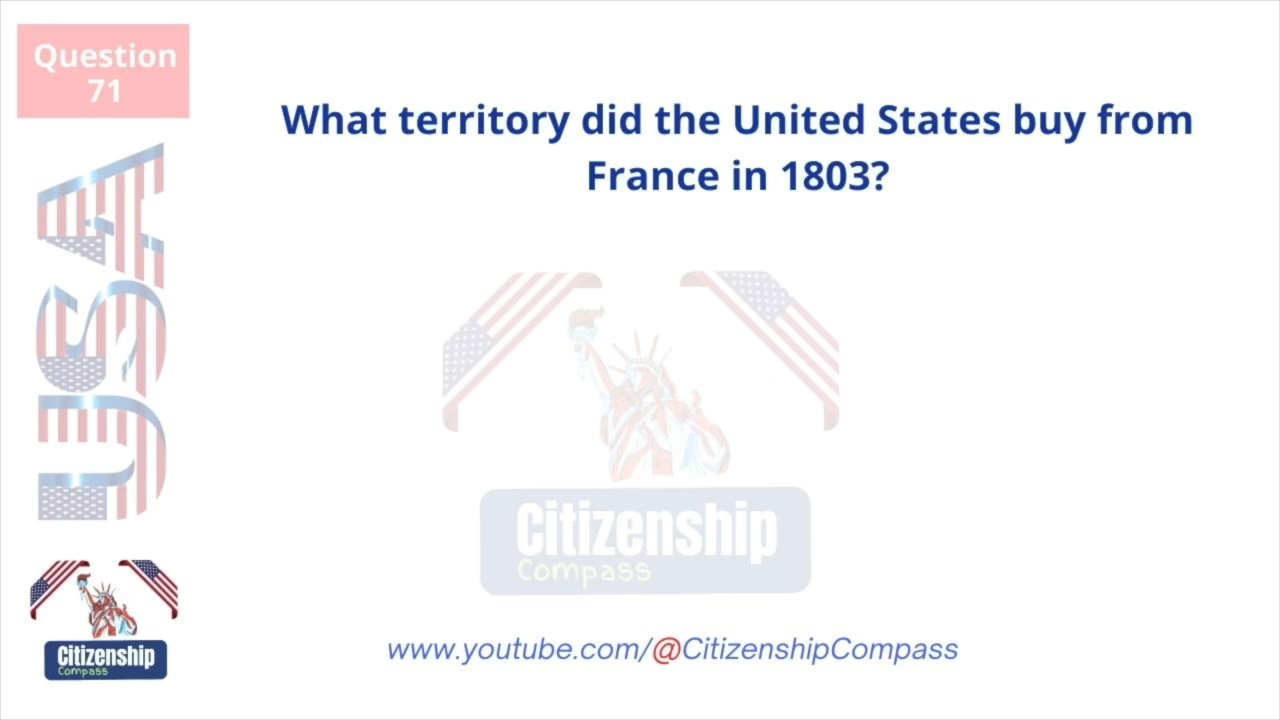 Question
71
What territory did the United States buy from
France in 1803?
USA
Citizenship
Compass
Citizenship
Compass
www.youtube.com/@CitizenshipCompass